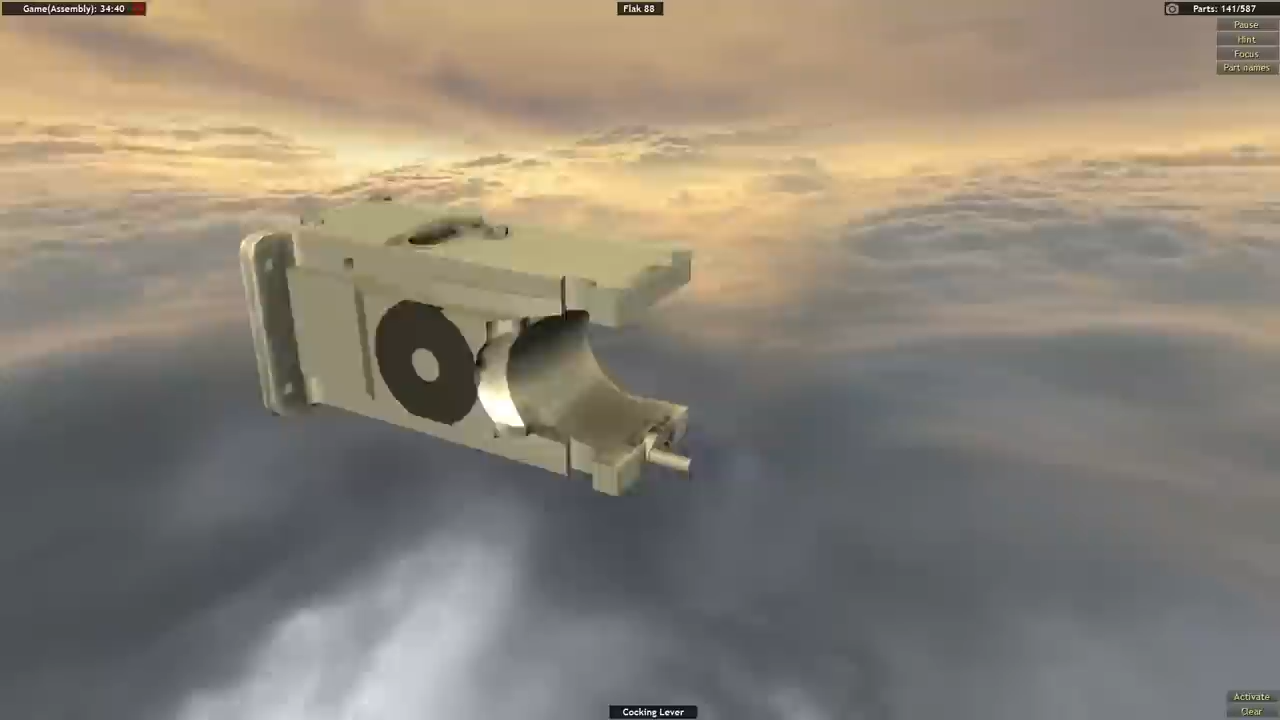 Game(Assembly): 34:40
Flak 88
Parts: 141/587
Pause
Hint
Focus
Part names
Cocking Lever
Activate
Clear